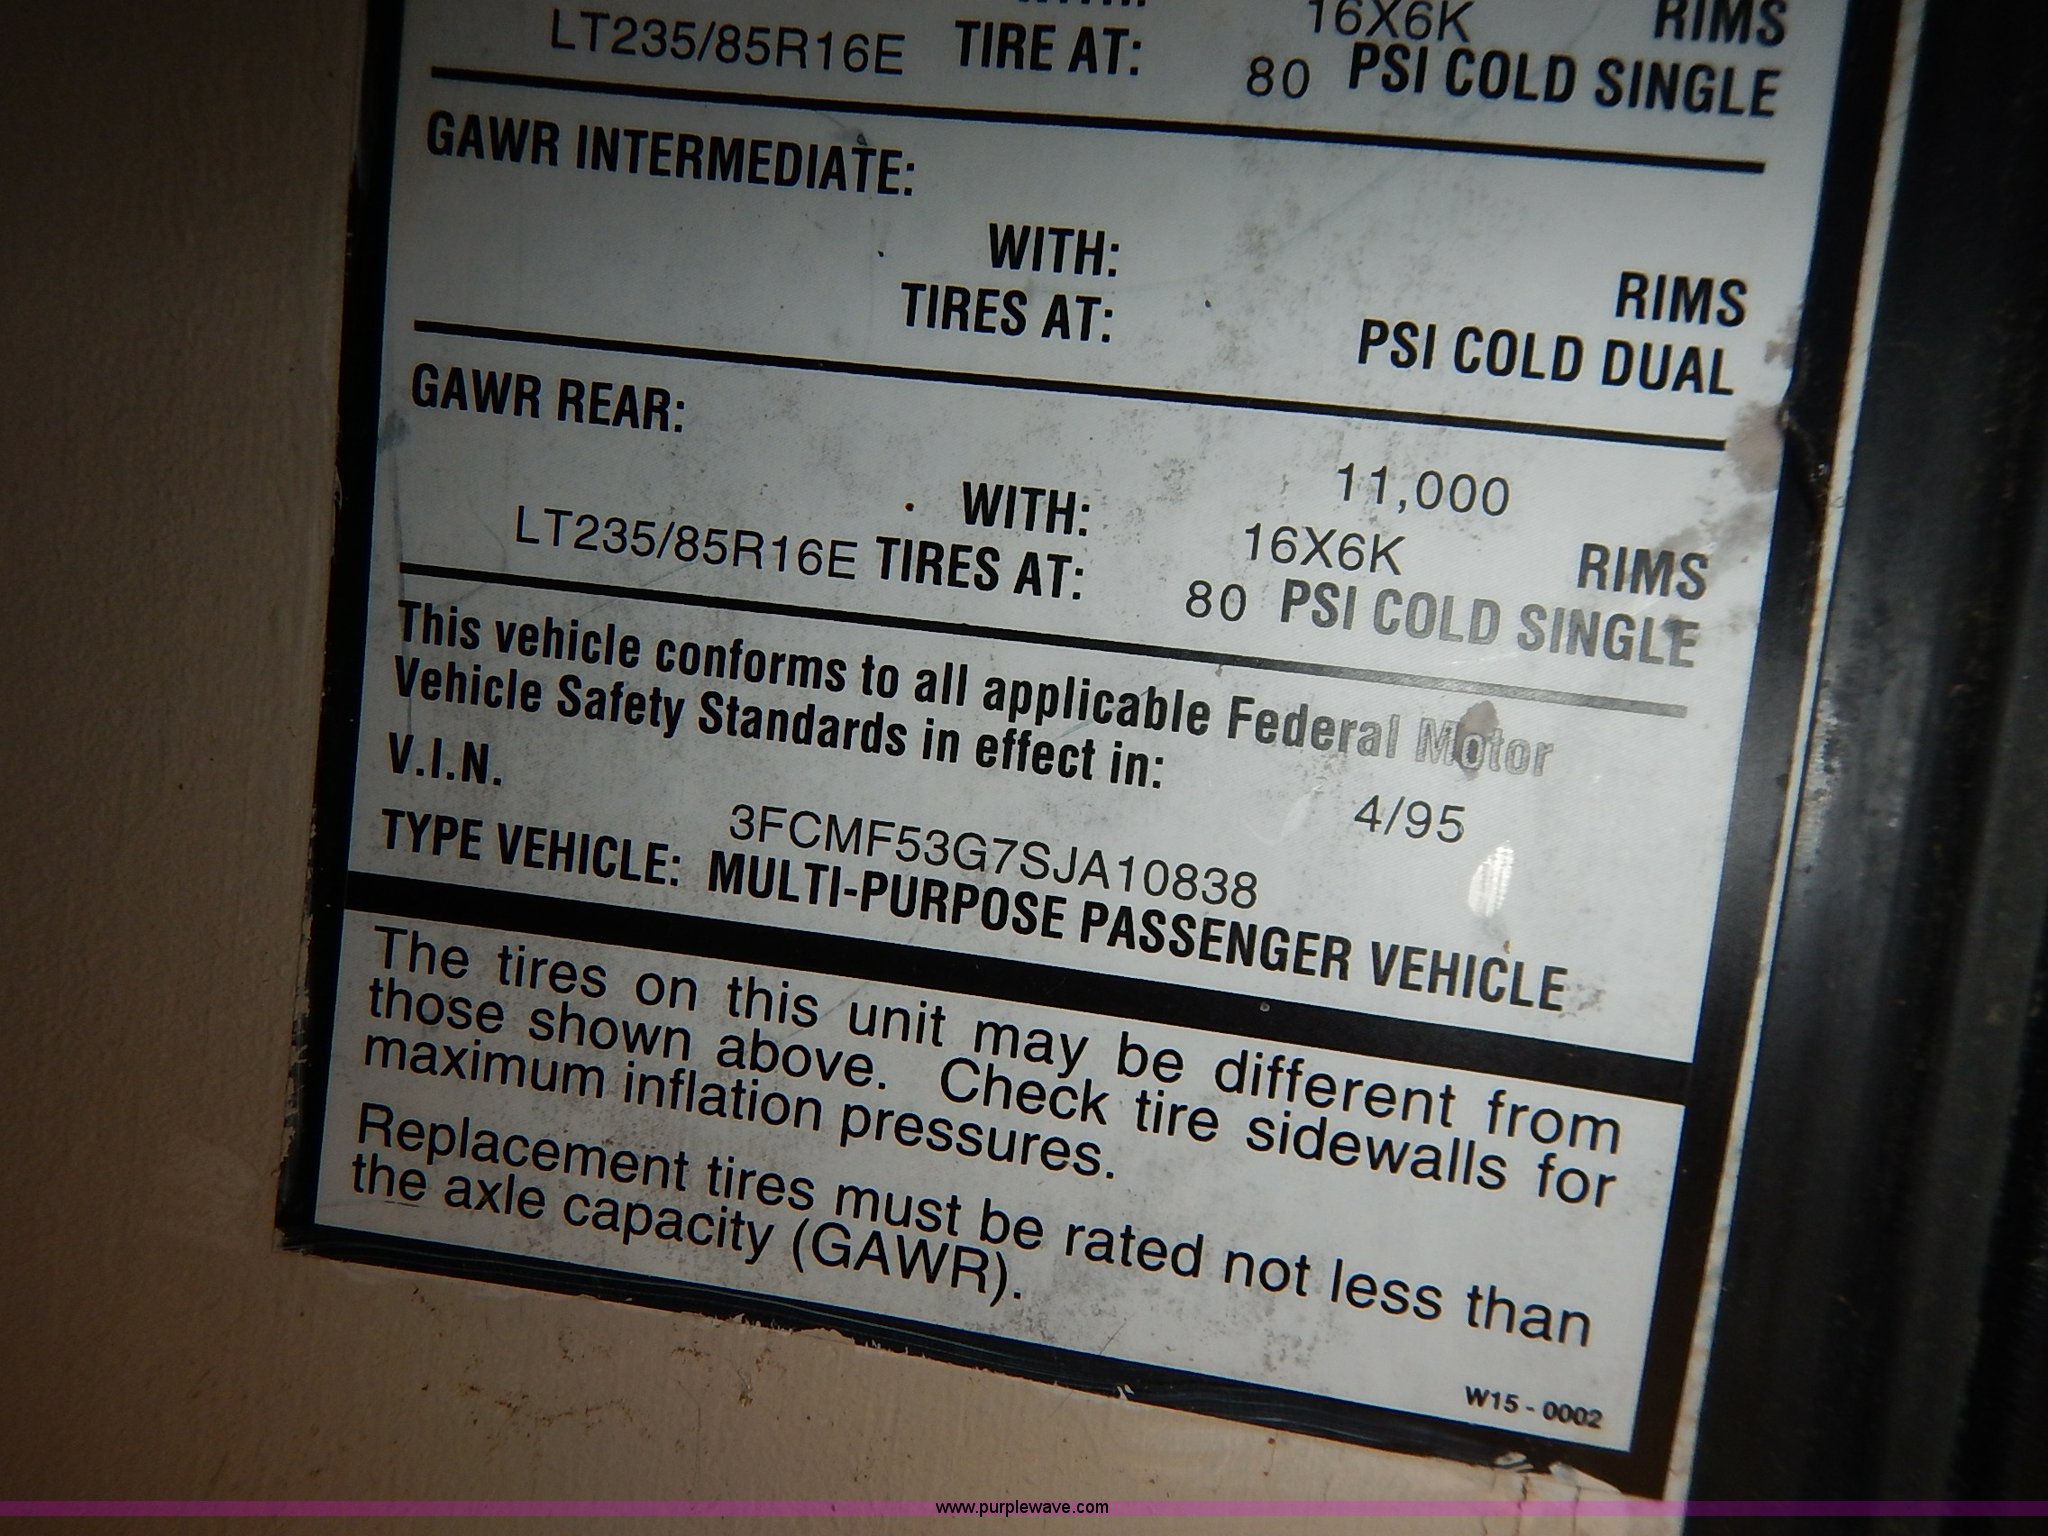 16X6K RIMS
LT235/85R16E TIRE AT: 80 PSI COLD SINGLE
GAWR INTERMEDIATE:
WITH: RIMS
TIRES AT: PSI COLD DUAL
GAWR REAR:
11,000
WITH: 16X6K RIMS
LT235/85R16E TIRES AT: 80 PSI COLD SINGLE
This vehicle conforms to all applicable Federal Motor
Vehicle Safety Standards in effect in:
4/95
V.I.N.
3FCMF53G7SJA10838
TYPE VEHICLE: MULTI-PURPOSE PASSENGER VEHICLE
The tires on this unit may be different from
those shown above. Check tire sidewalls for
maximum inflation pressures.
Replacement tires must be rated not less than
the axle capacity (GAWR).
W15 - 0002
www.purplewave.com